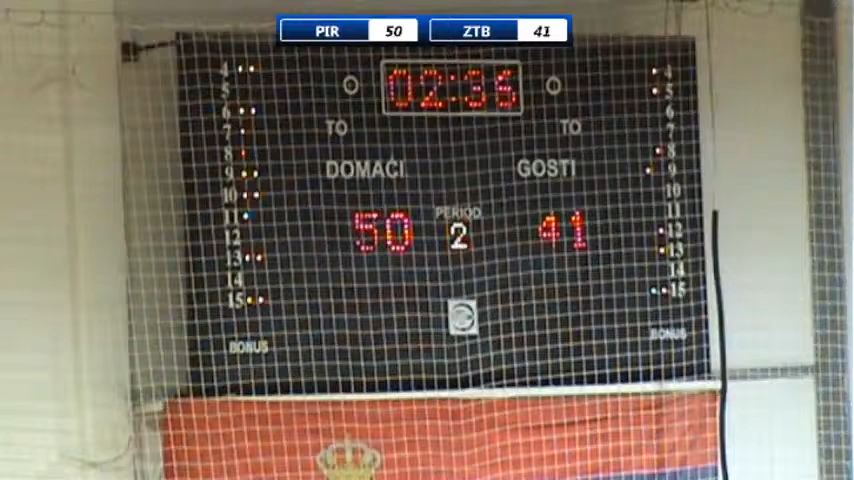 PIR 50 ZTB 41
02:36
TO TO
DOMAĆI GOSTI
50 PERIOD 2 41
4 4
5 5
6 6
7 7
8 8
9 9
10 10
11 11
12 12
13 13
14 14
15 15
BONUS BONUS